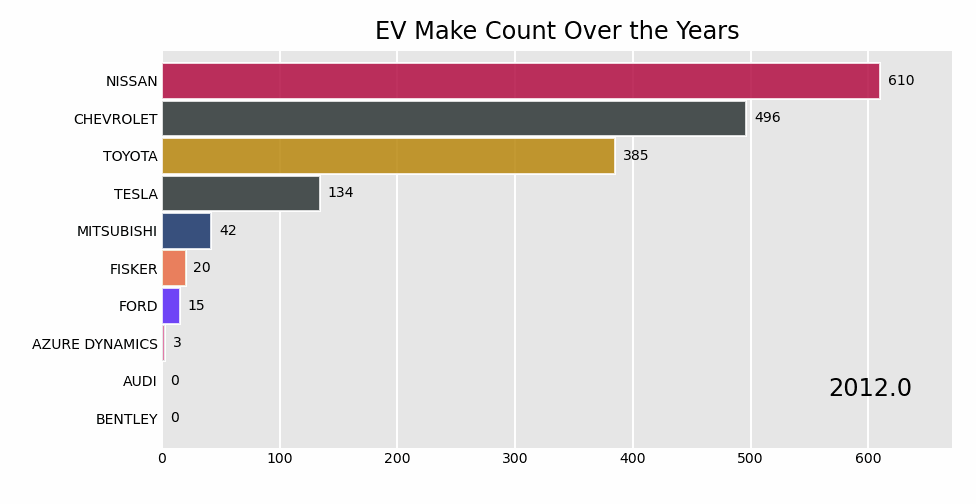 EV Make Count Over the Years
NISSAN 610
CHEVROLET 496
TOYOTA 385
TESLA 134
MITSUBISHI 42
FISKER 20
FORD 15
AZURE DYNAMICS 3
AUDI 0
2012.0
BENTLEY 0
0 100 200 300 400 500 600